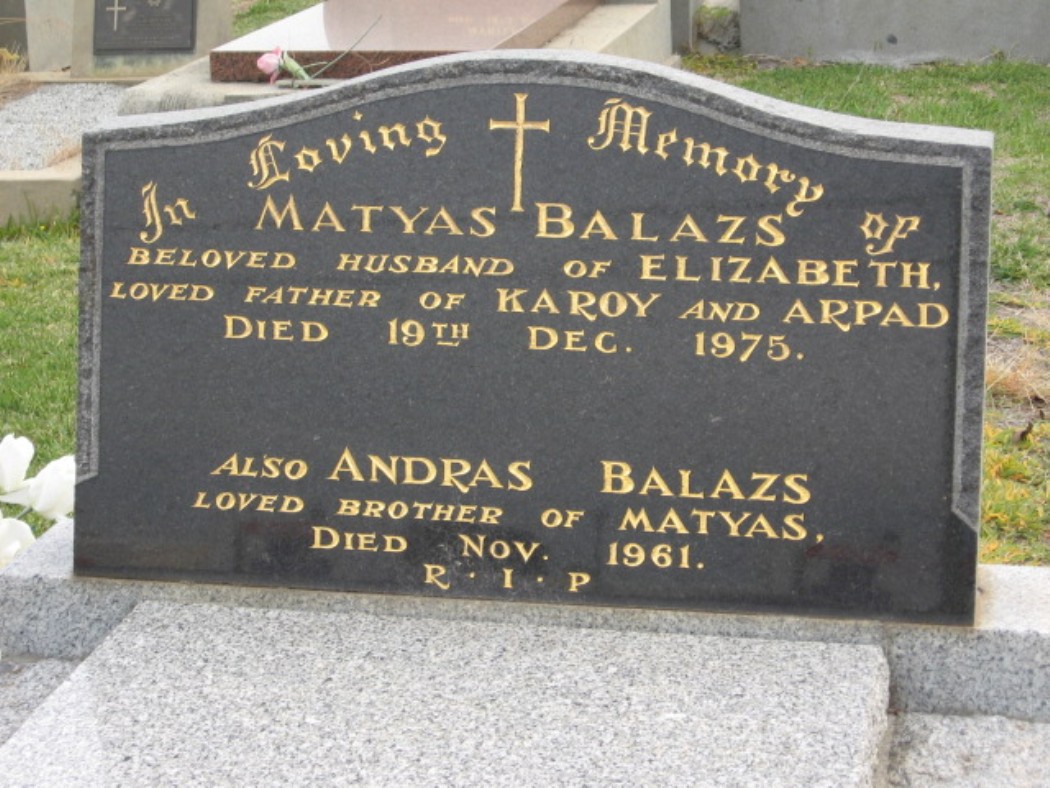 In Loving Memory of
MATYAS BALAZS
BELOVED HUSBAND OF ELIZABETH,
LOVED FATHER OF KAROY AND ARPAD
DIED 19TH DEC. 1975.
ALSO ANDRAS BALAZS
LOVED BROTHER OF MATYAS,
DIED NOV. 1961.
R·I·P